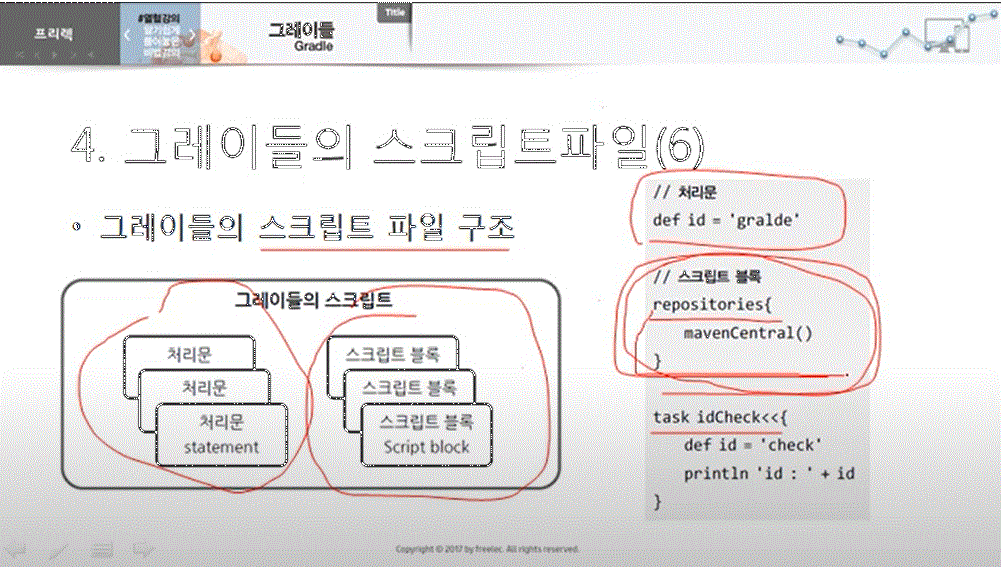 프리렉
#열혈강의
그레이들
Gradle
Title
4. 그레이들의 스크립트파일(6)
• 그레이들의 스크립트 파일 구조
그레이들의 스크립트
처리문
처리문
처리문
statement
스크립트 블록
스크립트 블록
스크립트 블록
Script block
// 처리문
def id = 'gralde'
// 스크립트 블록
repositories{
mavenCentral()
}
task idCheck<<{
def id = 'check'
println 'id : ' + id
}
Copyright © 2017 by freelec. All rights reserved.